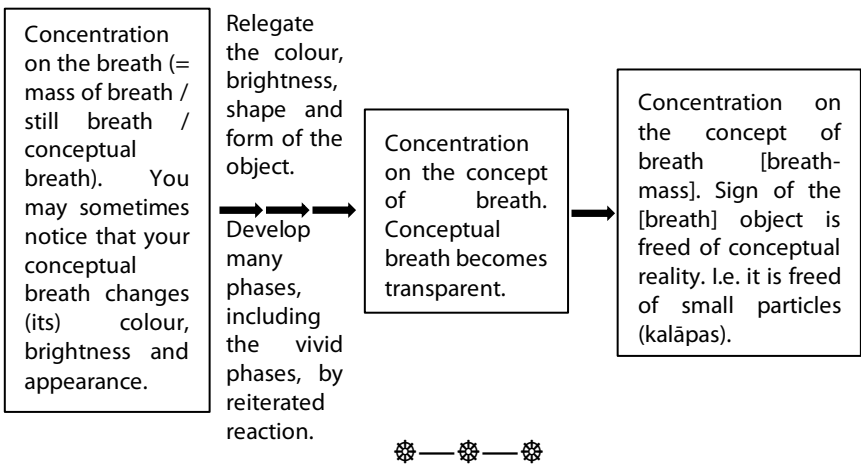 Concentration
on the breath (=
mass of breath /
still breath /
conceptual
breath). You
may sometimes
notice that your
conceptual
breath changes
(its) colour,
brightness and
appearance.
Relegate
the colour,
brightness,
shape and
form of the
object.
Develop
many
phases,
including
the vivid
phases, by
reiterated
reaction.
Concentration
on the concept
of breath.
Conceptual
breath becomes
transparent.
Concentration on
the concept of
breath [breath-
mass]. Sign of the
[breath] object is
freed of conceptual
reality. I.e. it is freed
of small particles
(kalāpas).